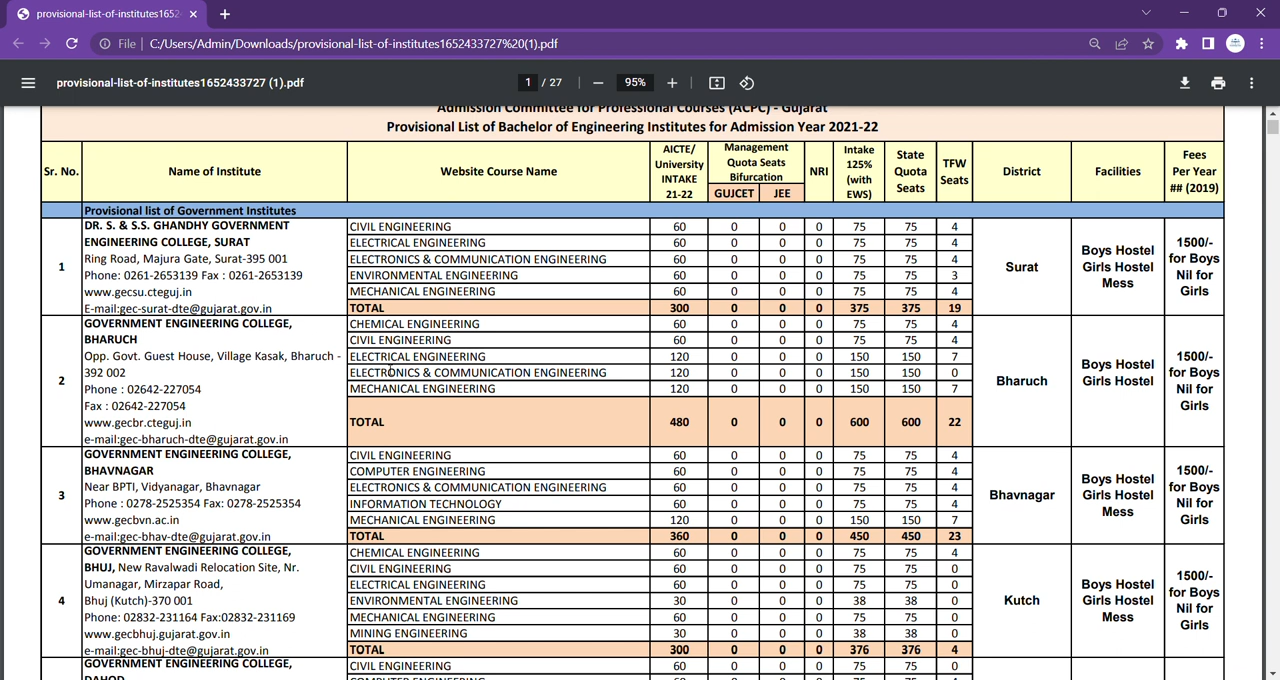 provisional-list-of-institutes1652
File C:/Users/Admin/Downloads/provisional-list-of-institutes1652433727%20(1).pdf
provisional-list-of-institutes1652433727 (1).pdf 1 / 27 95%
Admission Committee for Professional Courses (ACPC) - Gujarat
Provisional List of Bachelor of Engineering Institutes for Admission Year 2021-22
Sr. No. Name of Institute Website Course Name AICTE/ University INTAKE 21-22 Management Quota Seats Bifurcation GUJCET JEE NRI Intake 125% (with EWS) State Quota Seats TFW Seats District Facilities Fees Per Year ## (2019)
Provisional list of Government Institutes
1
DR. S. & S.S. GHANDHY GOVERNMENT
ENGINEERING COLLEGE, SURAT
Ring Road, Majura Gate, Surat-395 001
Phone: 0261-2653139 Fax : 0261-2653139
www.gecsu.cteguj.in
E-mail:gec-surat-dte@gujarat.gov.in
CIVIL ENGINEERING 60 0 0 0 75 75 4
ELECTRICAL ENGINEERING 60 0 0 0 75 75 4
ELECTRONICS & COMMUNICATION ENGINEERING 60 0 0 0 75 75 4
ENVIRONMENTAL ENGINEERING 60 0 0 0 75 75 3
MECHANICAL ENGINEERING 60 0 0 0 75 75 4
TOTAL 300 0 0 0 375 375 19
Surat
Boys Hostel
Girls Hostel
Mess
1500/-
for Boys
Nil for
Girls
2
GOVERNMENT ENGINEERING COLLEGE,
BHARUCH
Opp. Govt. Guest House, Village Kasak, Bharuch -
392 002
Phone : 02642-227054
Fax : 02642-227054
www.gecbr.cteguj.in
e-mail:gec-bharuch-dte@gujarat.gov.in
CHEMICAL ENGINEERING 60 0 0 0 75 75 4
CIVIL ENGINEERING 60 0 0 0 75 75 4
ELECTRICAL ENGINEERING 120 0 0 0 150 150 7
ELECTRONICS & COMMUNICATION ENGINEERING 120 0 0 0 150 150 0
MECHANICAL ENGINEERING 120 0 0 0 150 150 7
TOTAL 480 0 0 0 600 600 22
Bharuch
Boys Hostel
Girls Hostel
1500/-
for Boys
Nil for
Girls
3
GOVERNMENT ENGINEERING COLLEGE,
BHAVNAGAR
Near BPTI, Vidyanagar, Bhavnagar
Phone : 0278-2525354 Fax: 0278-2525354
www.gecbvn.ac.in
e-mail:gec-bhav-dte@gujarat.gov.in
CIVIL ENGINEERING 60 0 0 0 75 75 4
COMPUTER ENGINEERING 60 0 0 0 75 75 4
ELECTRONICS & COMMUNICATION ENGINEERING 60 0 0 0 75 75 4
INFORMATION TECHNOLOGY 60 0 0 0 75 75 4
MECHANICAL ENGINEERING 120 0 0 0 150 150 7
TOTAL 360 0 0 0 450 450 23
Bhavnagar
Boys Hostel
Girls Hostel
Mess
1500/-
for Boys
Nil for
Girls
4
GOVERNMENT ENGINEERING COLLEGE,
BHUJ, New Ravalwadi Relocation Site, Nr.
Umanagar, Mirzapar Road,
Bhuj (Kutch)-370 001
Phone: 02832-231164 Fax:02832-231169
www.gecbhuj.gujarat.gov.in
e-mail:gec-bhuj-dte@gujarat.gov.in
CHEMICAL ENGINEERING 60 0 0 0 75 75 4
CIVIL ENGINEERING 60 0 0 0 75 75 0
ELECTRICAL ENGINEERING 60 0 0 0 75 75 0
ENVIRONMENTAL ENGINEERING 30 0 0 0 38 38 0
MECHANICAL ENGINEERING 60 0 0 0 75 75 0
MINING ENGINEERING 30 0 0 0 38 38 0
TOTAL 300 0 0 0 376 376 4
Kutch
Boys Hostel
Girls Hostel
Mess
1500/-
for Boys
Nil for
Girls
GOVERNMENT ENGINEERING COLLEGE,
DAHOD
CIVIL ENGINEERING 60 0 0 0 75 75 0
COMPUTER ENGINEERING 60 0 0 0 75 75 4